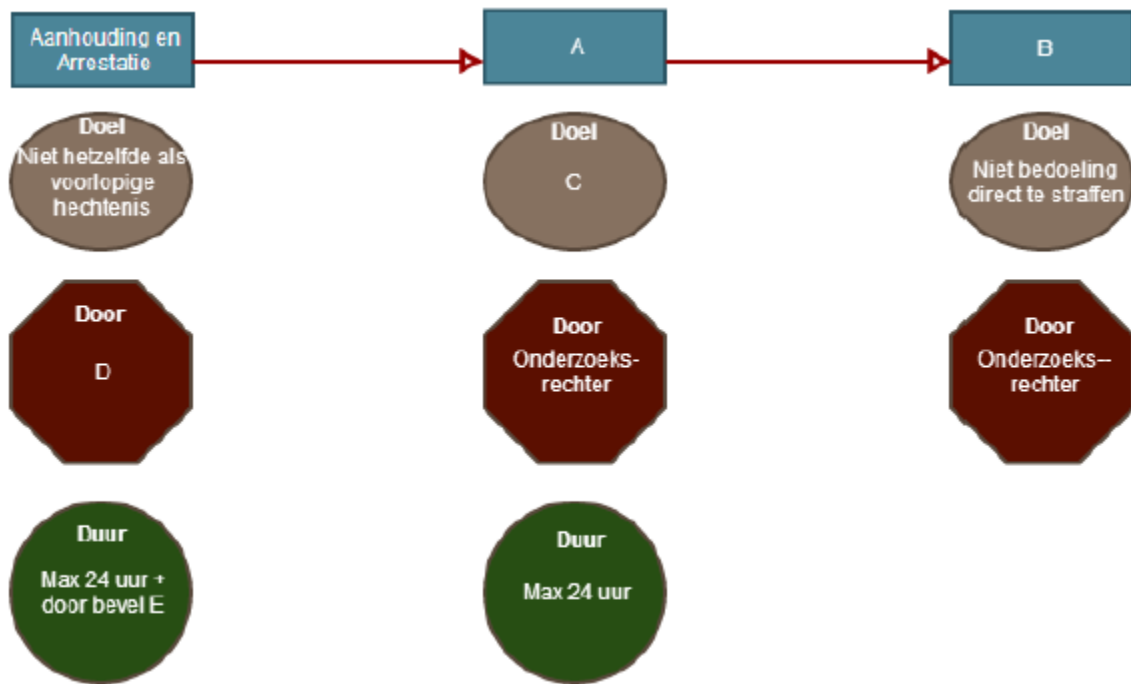 Aanhouding en
Arrestatie
A
B
Doel
Niet hetzelfde als
voorlopige
hechtenis
Doel
C
Doel
Niet bedoeling
direct te straffen
Door
D
Door
Onderzoeks-
rechter
Door
Onderzoeks--
rechter
Duur
Max 24 uur +
door bevel E
Duur
Max 24 uur